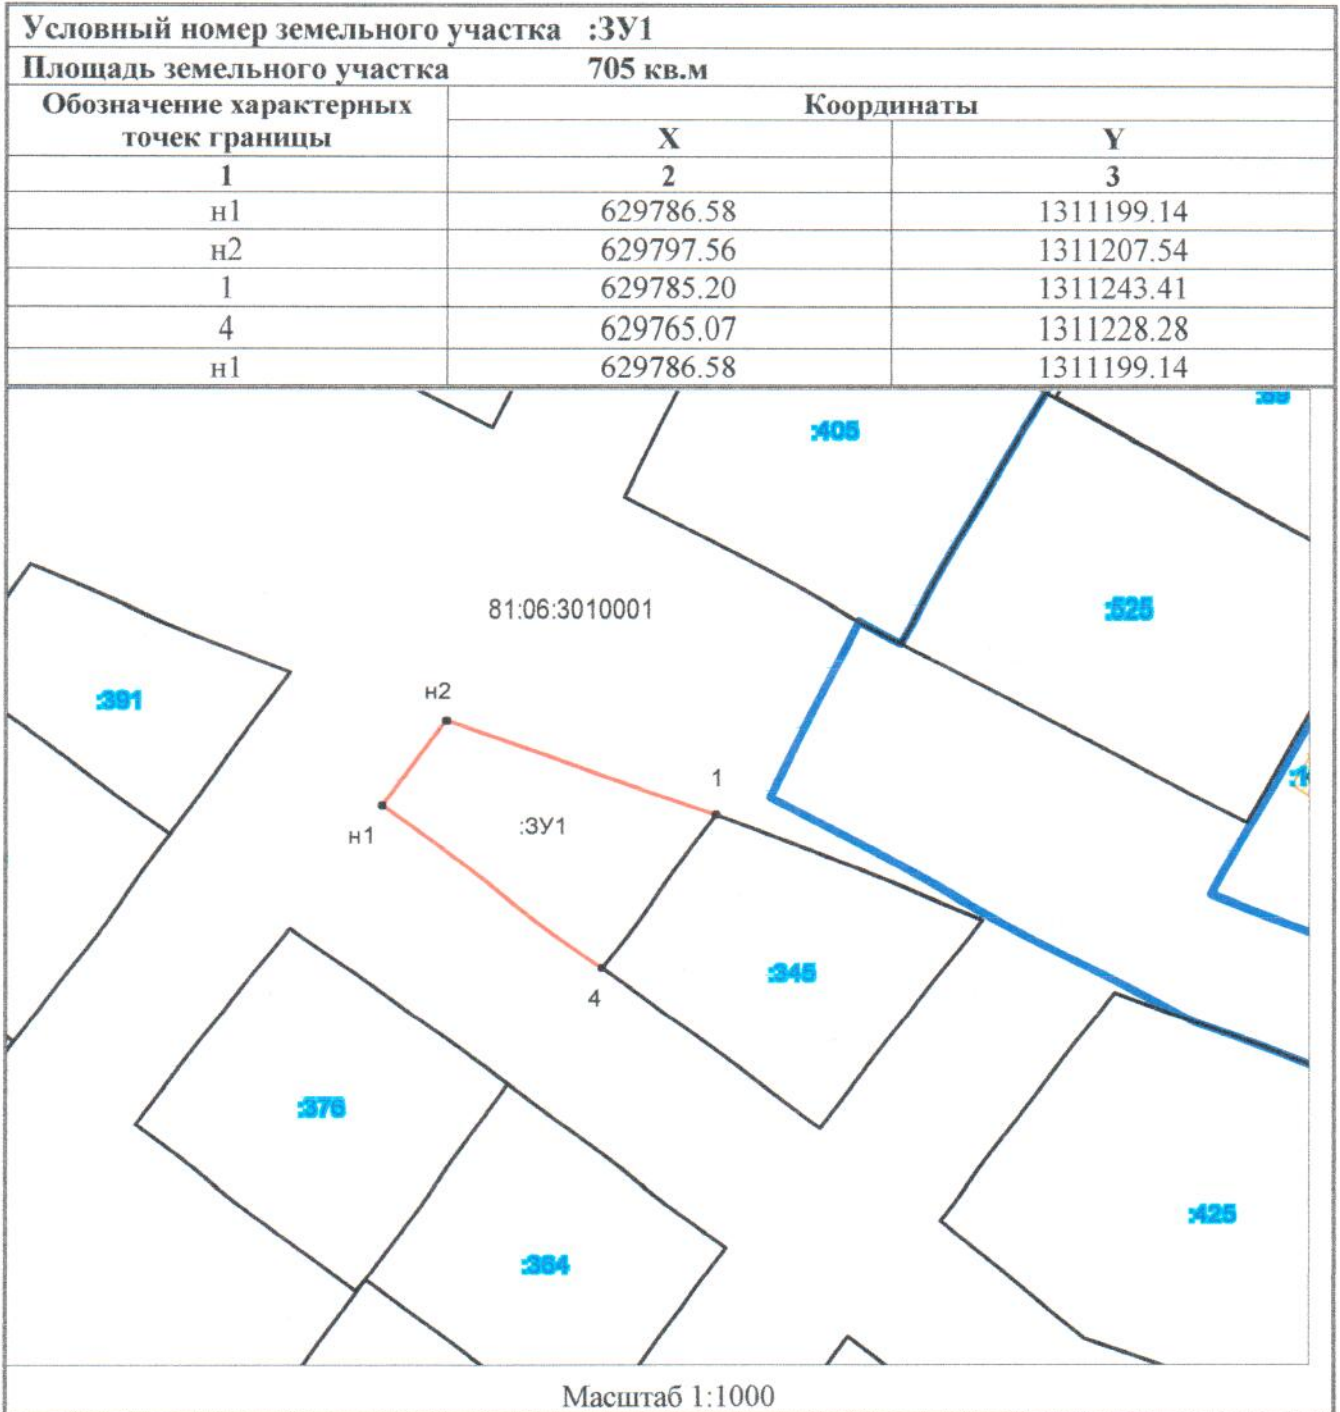 Условный номер земельного участка :ЗУ1
Площадь земельного участка 705 кв.м
Обозначение характерных точек границы Координаты
X Y
1 2 3
н1 629786.58 1311199.14
н2 629797.56 1311207.54
1 629785.20 1311243.41
4 629765.07 1311228.28
н1 629786.58 1311199.14
:405
81:06:3010001
:525
:391
н2
1
:ЗУ1
н1
:345
4
:376
:425
:364
Масштаб 1:1000